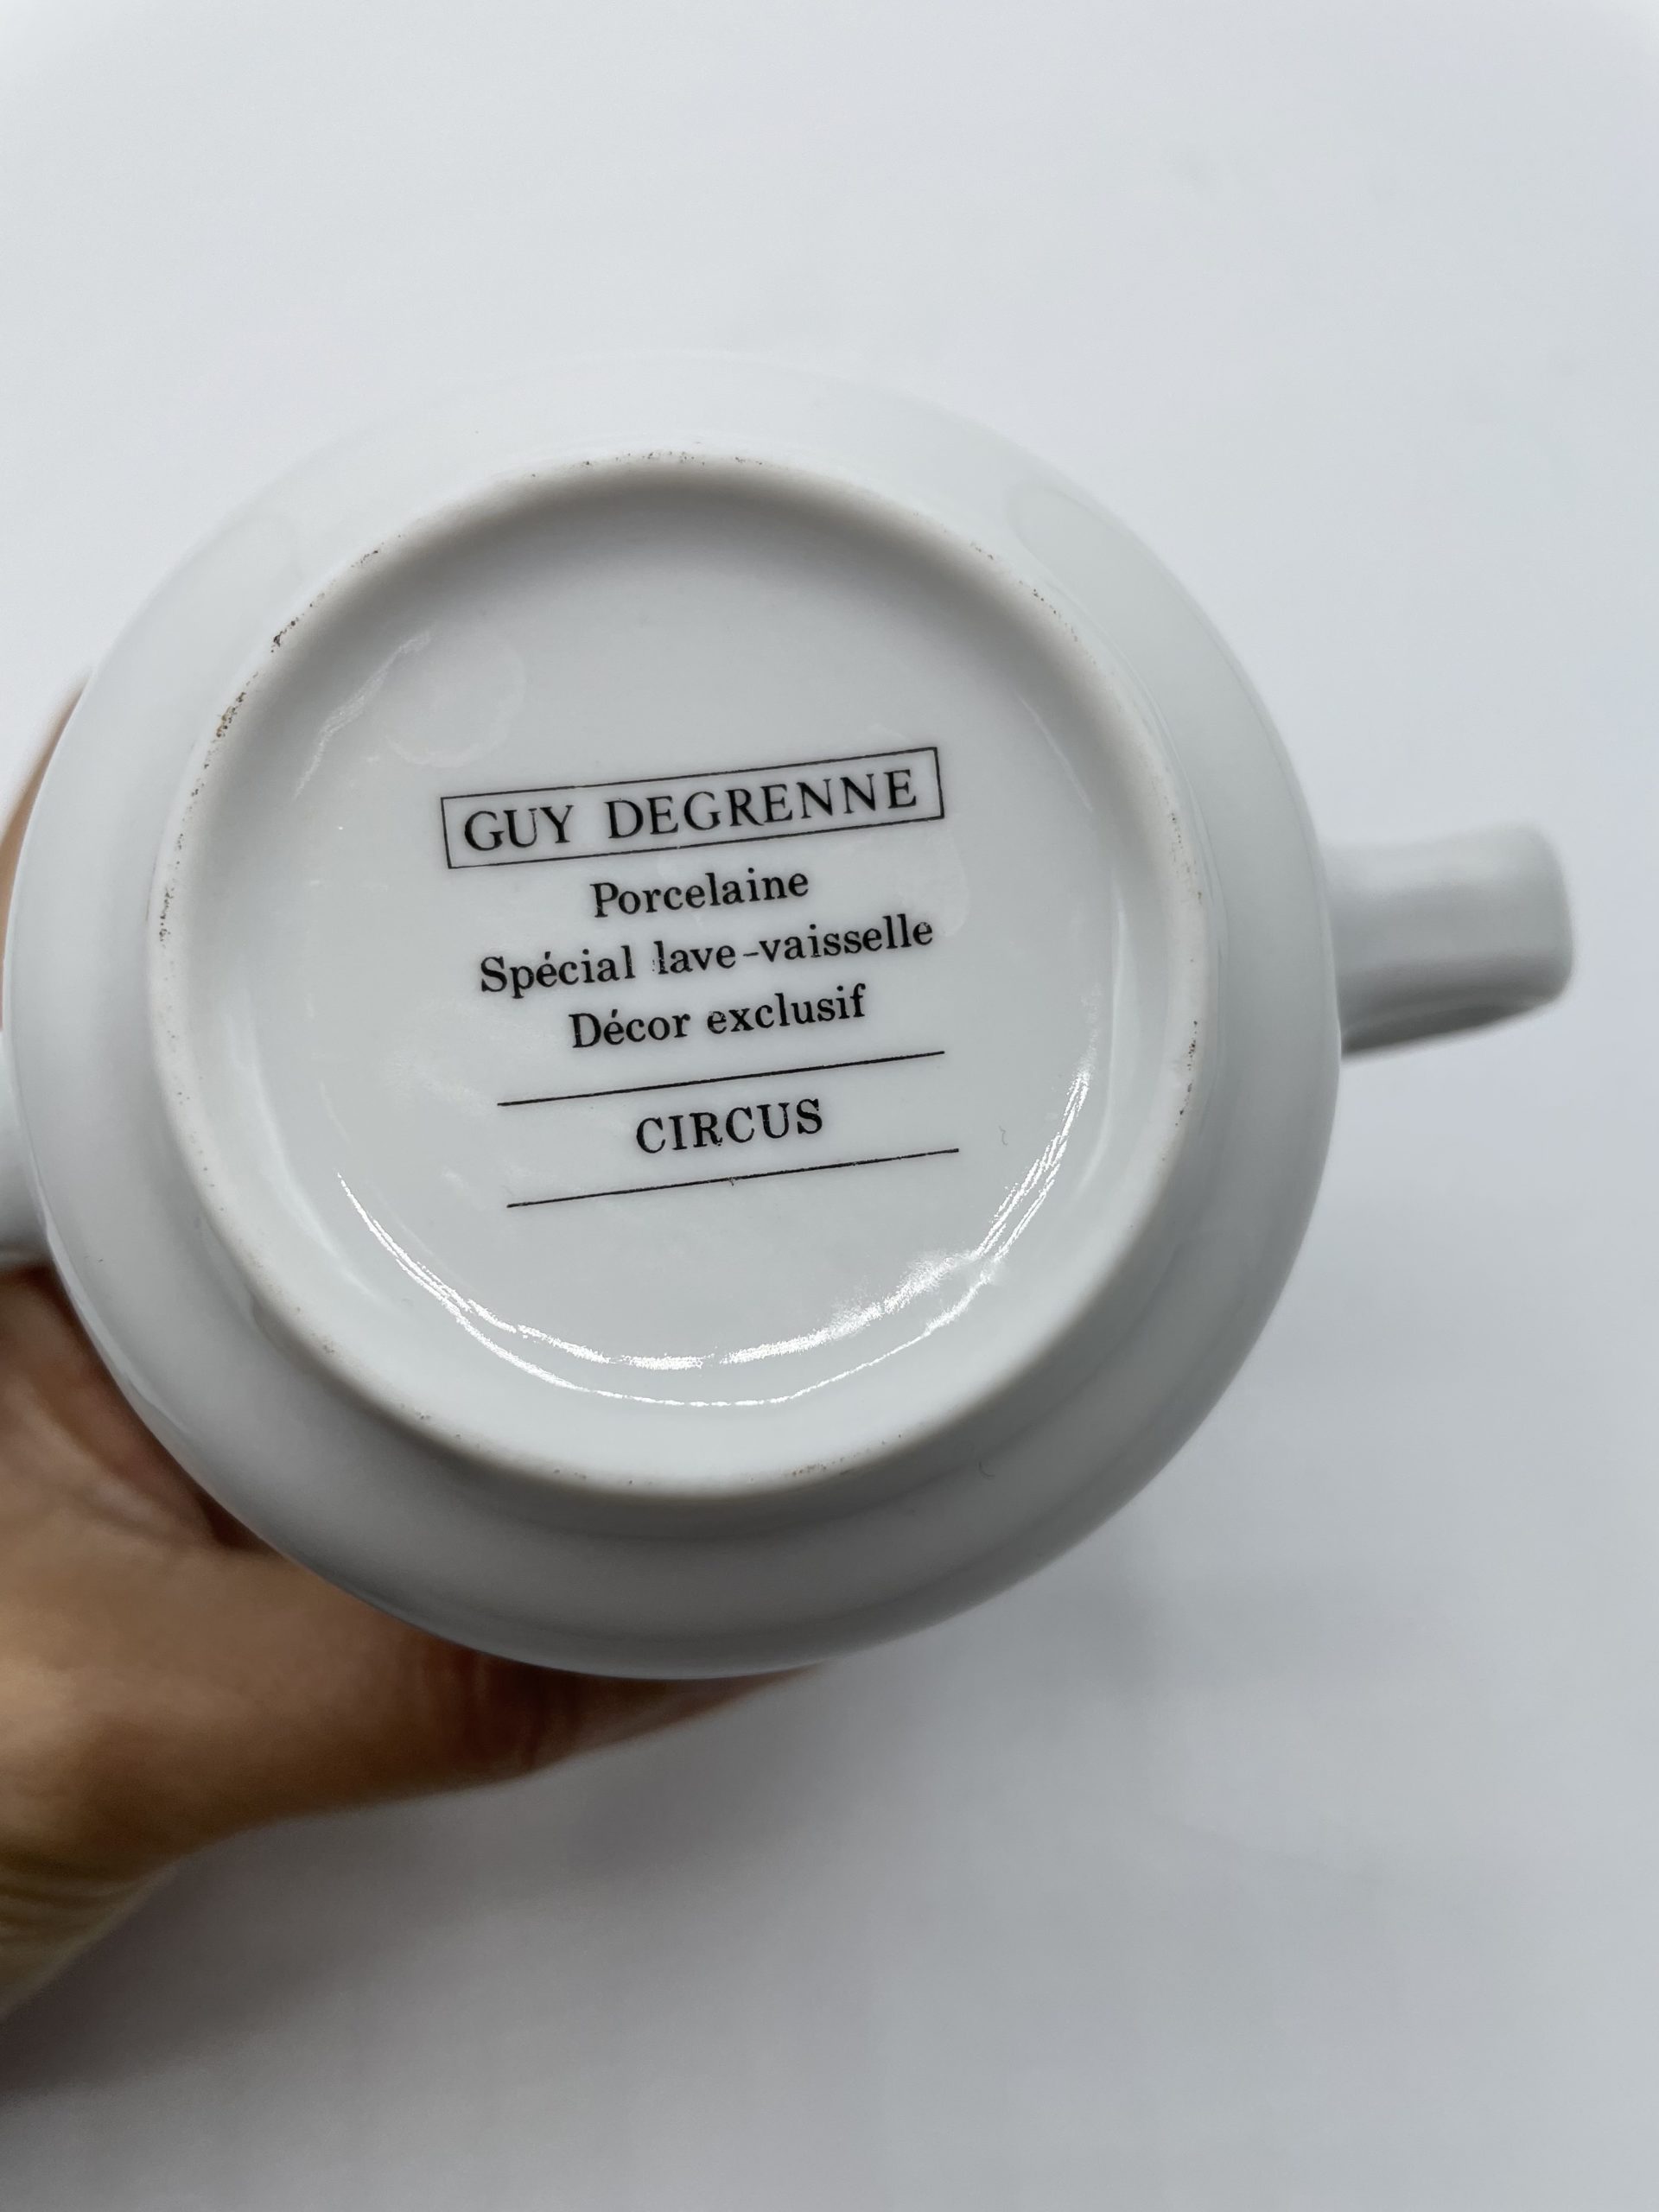 GUY DEGRENNE
Porcelaine
Spécial lave-vaisselle
Décor exclusif
CIRCUS